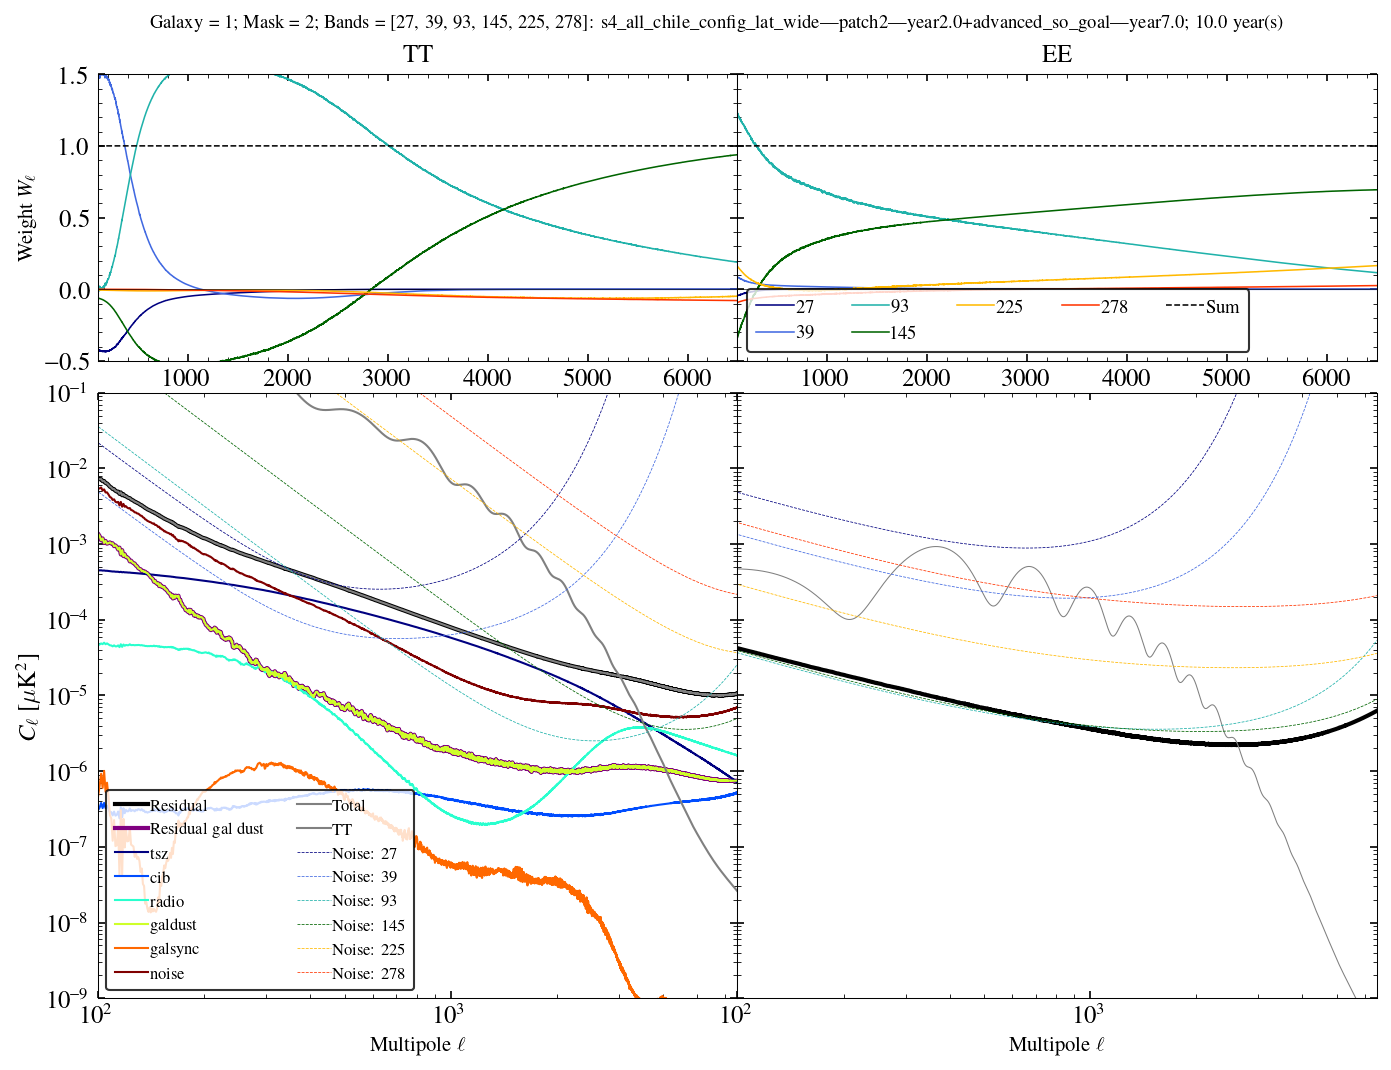 Galaxy = 1; Mask = 2; Bands = [27, 39, 93, 145, 225, 278]: s4_all_chile_config_lat_wide—patch2—year2.0+advanced_so_goal—year7.0; 10.0 year(s)
TT
EE
Weight W_ℓ
1.5
1.0
0.5
0.0
−0.5
1000 2000 3000 4000 5000 6000
1000 2000 3000 4000 5000 6000
27 93 225 278 Sum
39 145
C_ℓ [μK²]
10⁻¹
10⁻²
10⁻³
10⁻⁴
10⁻⁵
10⁻⁶
10⁻⁷
10⁻⁸
10⁻⁹
Residual Total
Residual gal dust TT
tsz Noise: 27
cib Noise: 39
radio Noise: 93
galdust Noise: 145
galsync Noise: 225
noise Noise: 278
10² 10³ 10² 10³
Multipole ℓ
Multipole ℓ